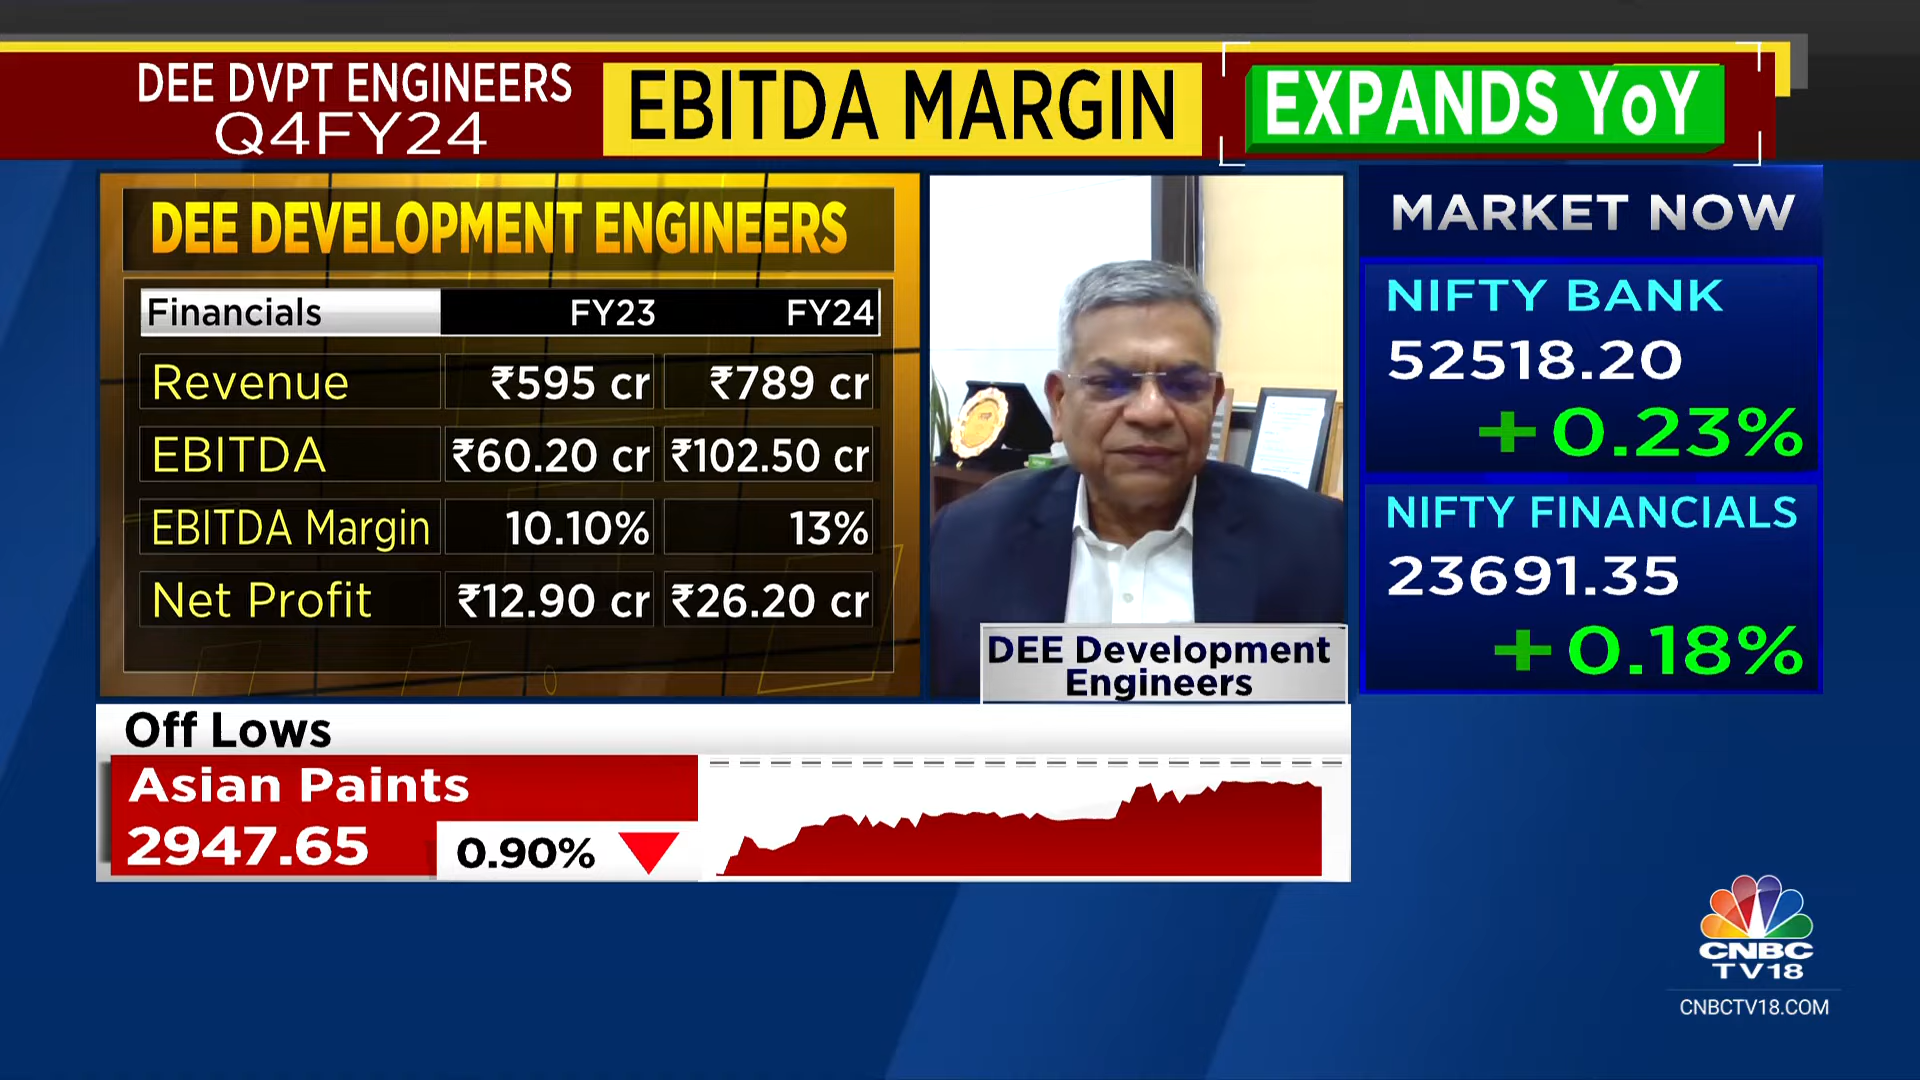 DEE DVPT ENGINEERS
Q4FY24
EBITDA MARGIN
EXPANDS YoY
DEE DEVELOPMENT ENGINEERS
Financials FY23 FY24
Revenue ₹595 cr ₹789 cr
EBITDA ₹60.20 cr ₹102.50 cr
EBITDA Margin 10.10% 13%
Net Profit ₹12.90 cr ₹26.20 cr
DEE Development
Engineers
MARKET NOW
NIFTY BANK
52518.20
+0.23%
NIFTY FINANCIALS
23691.35
+0.18%
Off Lows
Asian Paints
2947.65
0.90%
CNBC
TV18
CNBCTV18.COM